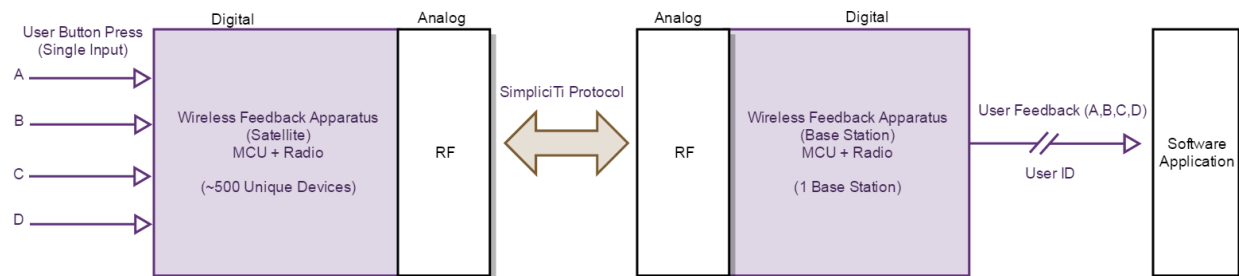 User Button Press
(Single Input)
A
B
C
D
Digital
Wireless Feedback Apparatus
(Satellite)
MCU + Radio
(~500 Unique Devices)
Analog
RF
SimpliciTi Protocol
Analog
RF
Digital
Wireless Feedback Apparatus
(Base Station)
MCU + Radio
(1 Base Station)
User Feedback (A,B,C,D)
User ID
Software
Application